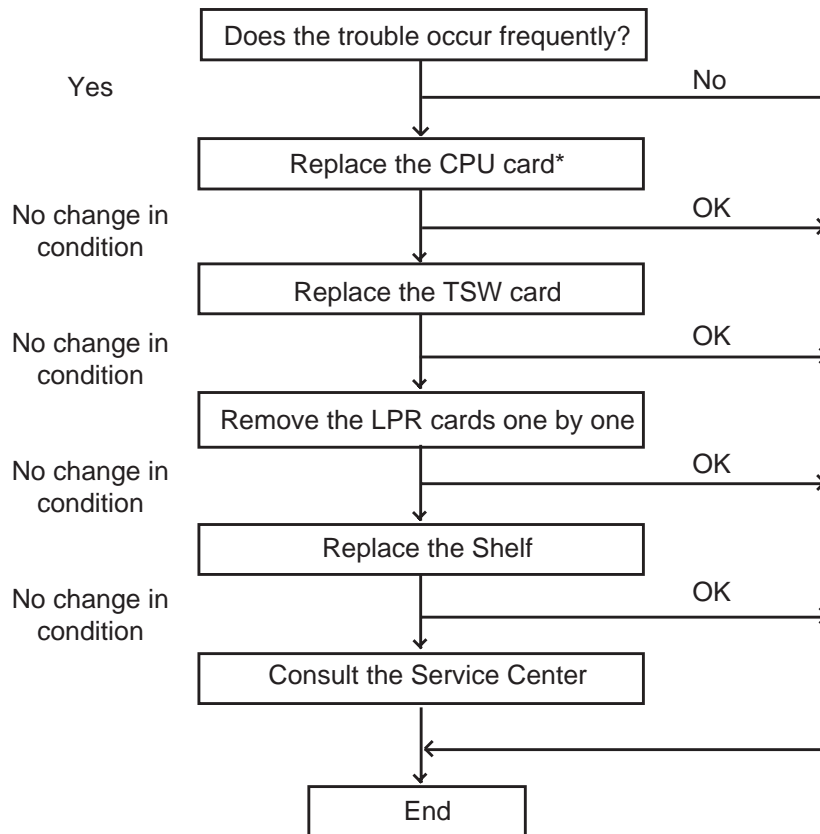 Does the trouble occur frequently?
Yes
No
Replace the CPU card*
No change in
condition
OK
Replace the TSW card
No change in
condition
OK
Remove the LPR cards one by one
No change in
condition
OK
Replace the Shelf
No change in
condition
OK
Consult the Service Center
End